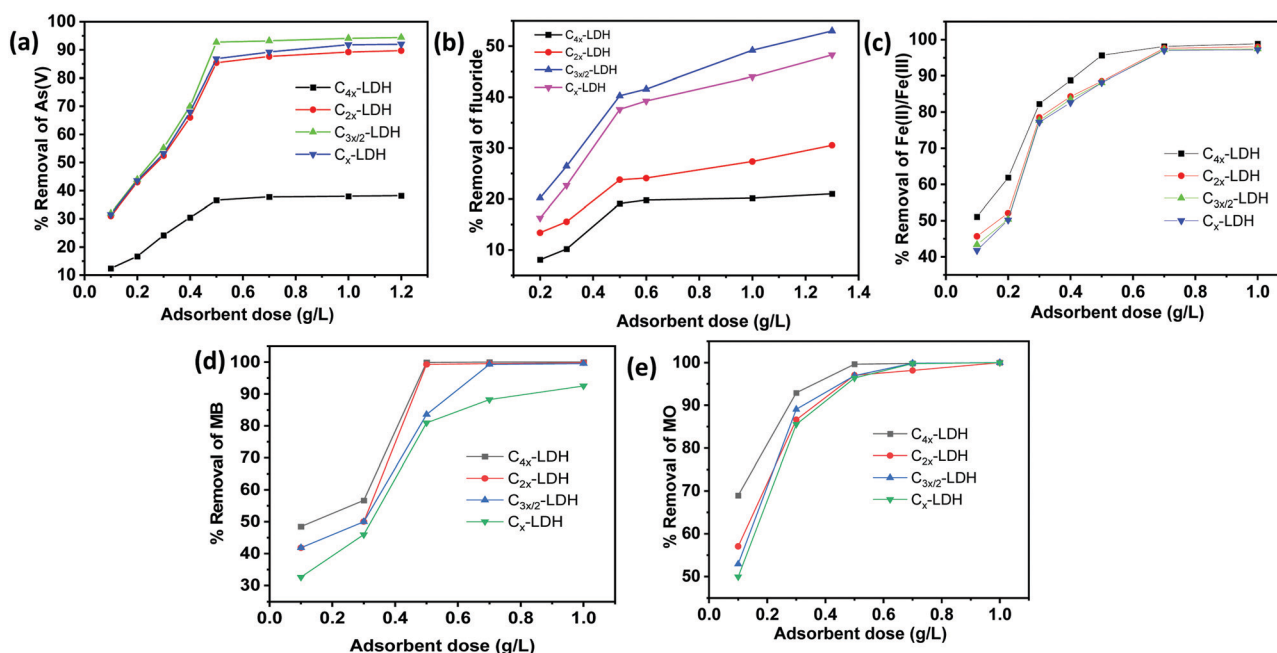 (a)
% Removal of As(V)
100
90
80
70
60
50
40
30
20
10
C4x-LDH
C2x-LDH
C3x/2-LDH
Cx-LDH
0.0 0.2 0.4 0.6 0.8 1.0 1.2
Adsorbent dose (g/L)
(b)
% Removal of fluoride
50
40
30
20
10
C4x-LDH
C2x-LDH
C3x/2-LDH
Cx-LDH
0.2 0.4 0.6 0.8 1.0 1.2 1.4
Adsorbent dose (g/L)
(c)
% Removal of Fe(II)/Fe(III)
100
90
80
70
60
50
40
C4x-LDH
C2x-LDH
C3x/2-LDH
Cx-LDH
0.0 0.2 0.4 0.6 0.8 1.0
Adsorbent dose (g/L)
(d)
% Removal of MB
100
90
80
70
60
50
40
30
C4x-LDH
C2x-LDH
C3x/2-LDH
Cx-LDH
0.0 0.2 0.4 0.6 0.8 1.0
Adsorbent dose (g/L)
(e)
% Removal of MO
100
90
80
70
60
50
C4x-LDH
C2x-LDH
C3x/2-LDH
Cx-LDH
0.0 0.2 0.4 0.6 0.8 1.0
Adsorbent dose (g/L)